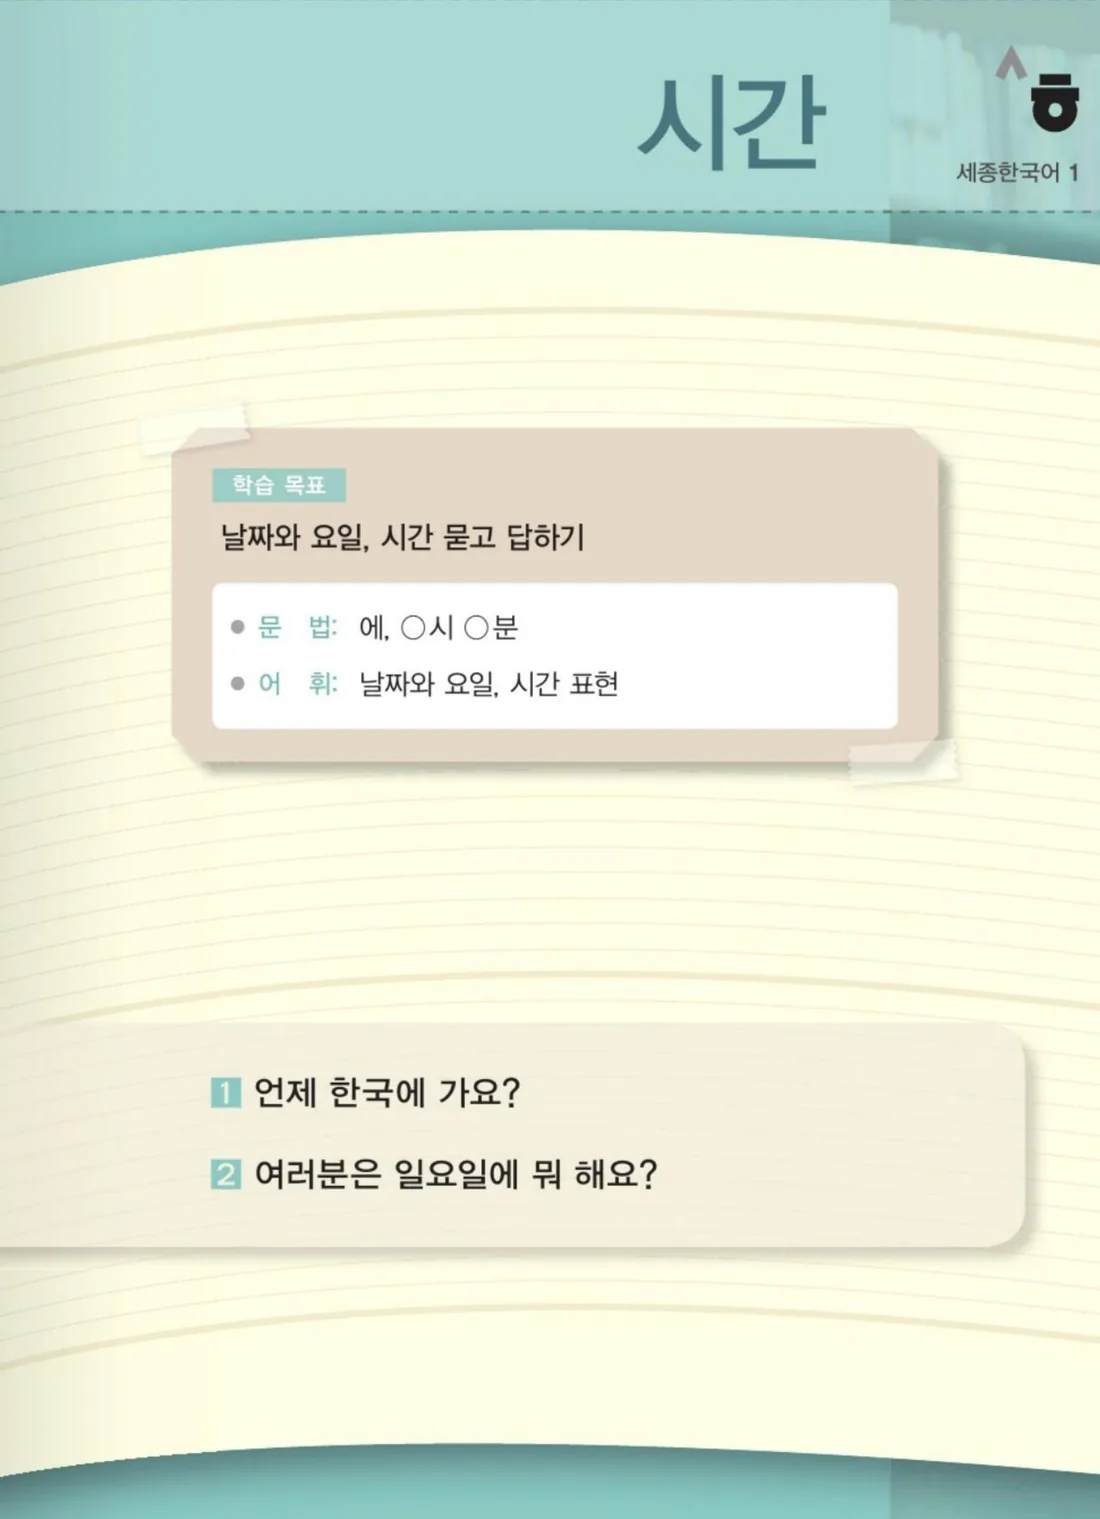 시간
세종한국어 1
학습 목표
날짜와 요일, 시간 묻고 답하기
● 문 법: 에, ○시 ○분
● 어 휘: 날짜와 요일, 시간 표현
1 언제 한국에 가요?
2 여러분은 일요일에 뭐 해요?